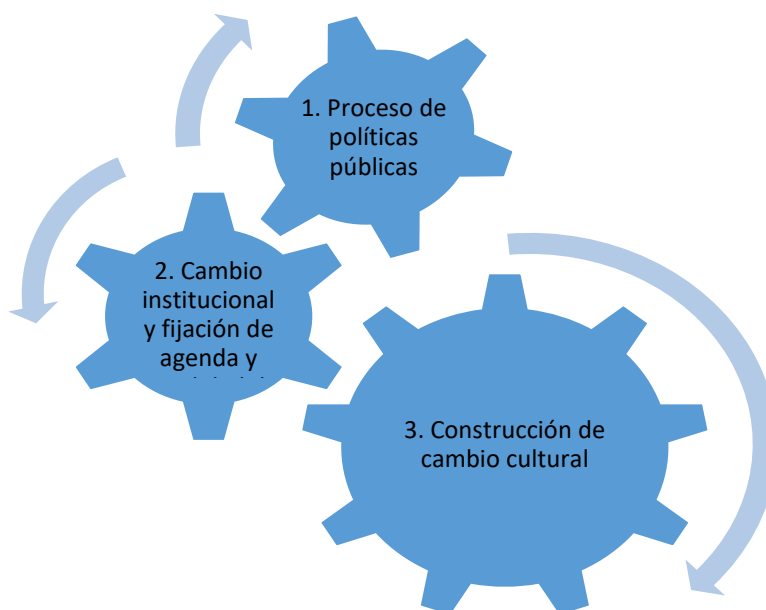 1. Proceso de
políticas
públicas
2. Cambio
institucional
y fijación de
agenda y
3. Construcción de
cambio cultural